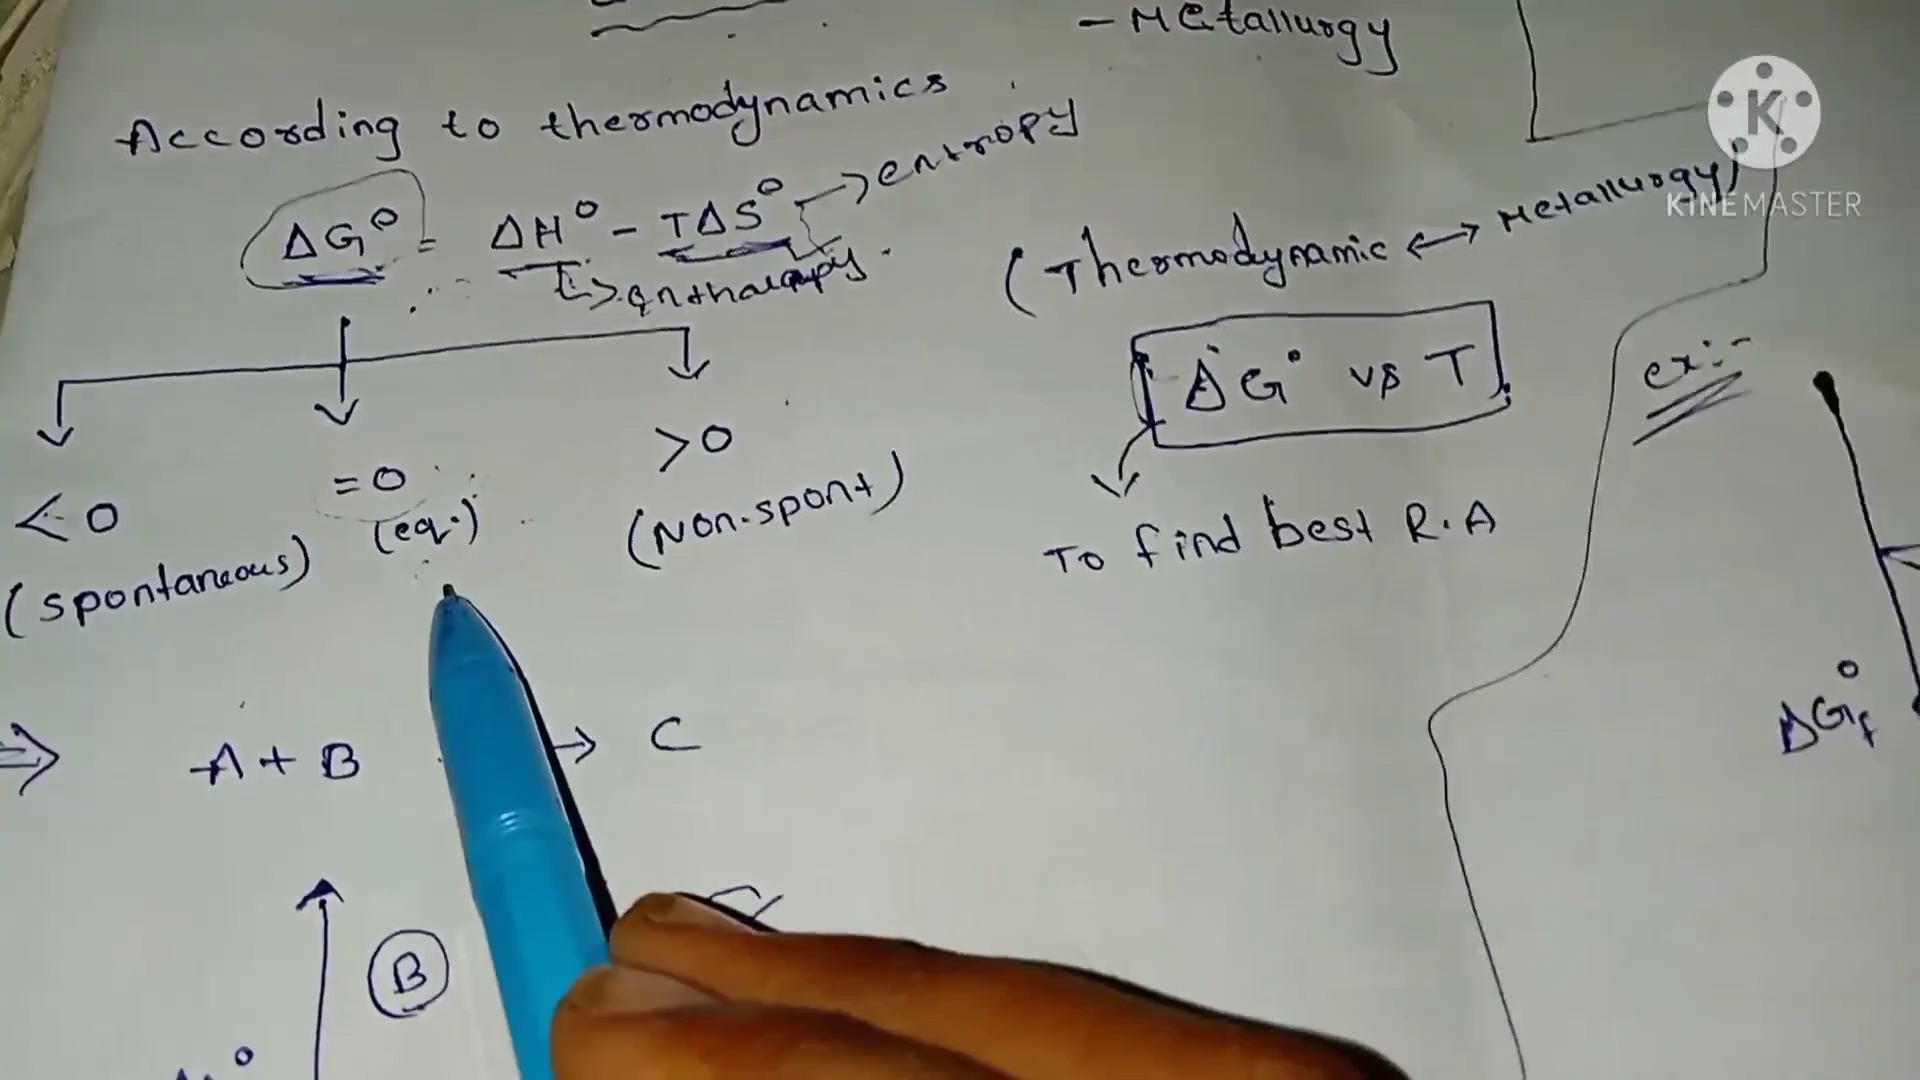 - Metallurgy
According to thermodynamics
ΔG° = ΔH° - TΔS° → entropy
→ enthalapy.
(Thermodynamic ↔ Metallurgy)
ΔG° vs T
ex:-
< 0
= 0
> 0
(spontaneous)
(eq.)
(Non-spont)
To find best R.A
⇒ A + B → C
ΔG°f
B
K
KINEMASTER